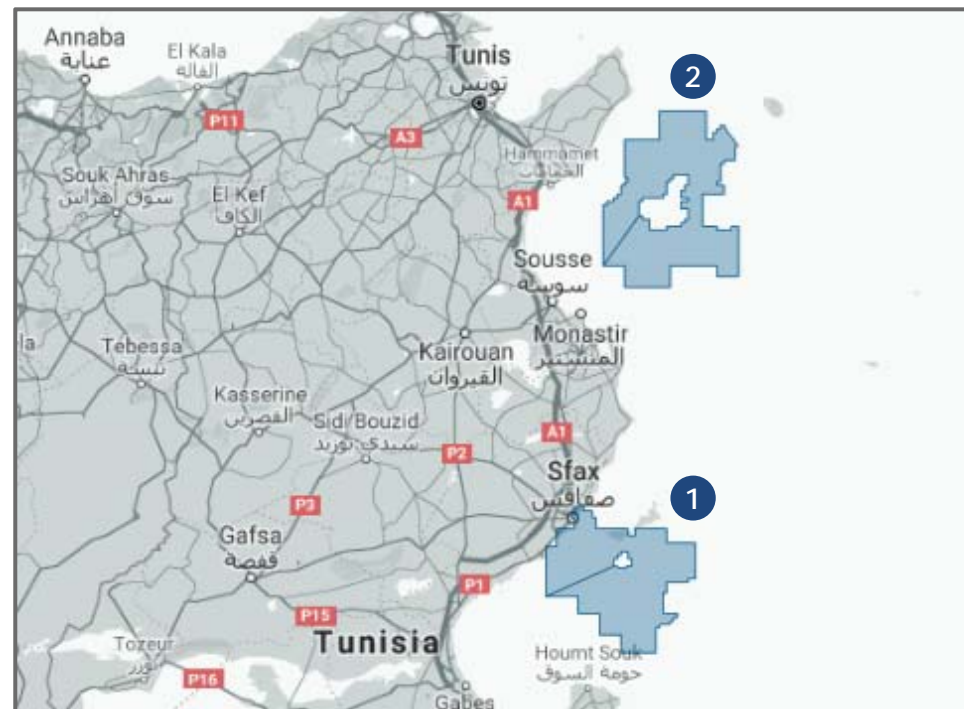 Annaba
عنابة
El Kala
القالة
Tunis
تونس
2
P11
A3
Hammamet
الحمامات
Souk Ahras
سوق أهراس
El Kef
الكاف
A1
Sousse
سوسة
Monastir
المنستير
la
Tebessa
تبسة
Kairouan
القيروان
Kasserine
القصرين
Sidi Bouzid
سيدي بوزيد
A1
P2
Sfax
صفاقس
1
P3
Gafsa
قفصة
P1
P15
Tunisia
Tozeur
توزر
Houmt Souk
حومة السوق
P16
Gabes